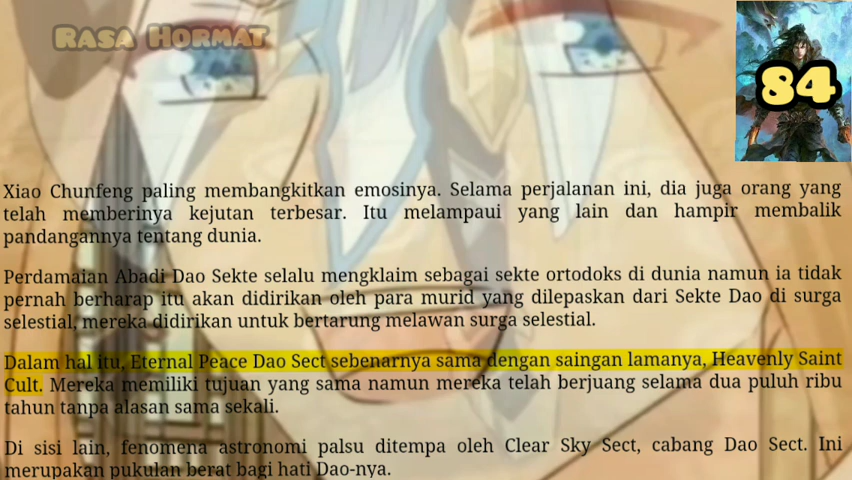 Rasa Hormat
84
Xiao Chunfeng paling membangkitkan emosinya. Selama perjalanan ini, dia juga orang yang
telah memberinya kejutan terbesar. Itu melampaui yang lain dan hampir membalik
pandangannya tentang dunia.
Perdamaian Abadi Dao Sekte selalu mengklaim sebagai sekte ortodoks di dunia namun ia tidak
pernah berharap itu akan didirikan oleh para murid yang dilepaskan dari Sekte Dao di surga
selestial, mereka didirikan untuk bertarung melawan surga selestial.
Dalam hal itu, Eternal Peace Dao Sect sebenarnya sama dengan saingan lamanya, Heavenly Saint
Cult. Mereka memiliki tujuan yang sama namun mereka telah berjuang selama dua puluh ribu
tahun tanpa alasan sama sekali.
Di sisi lain, fenomena astronomi palsu ditempa oleh Clear Sky Sect, cabang Dao Sect. Ini
merupakan pukulan berat bagi hati Dao-nya.